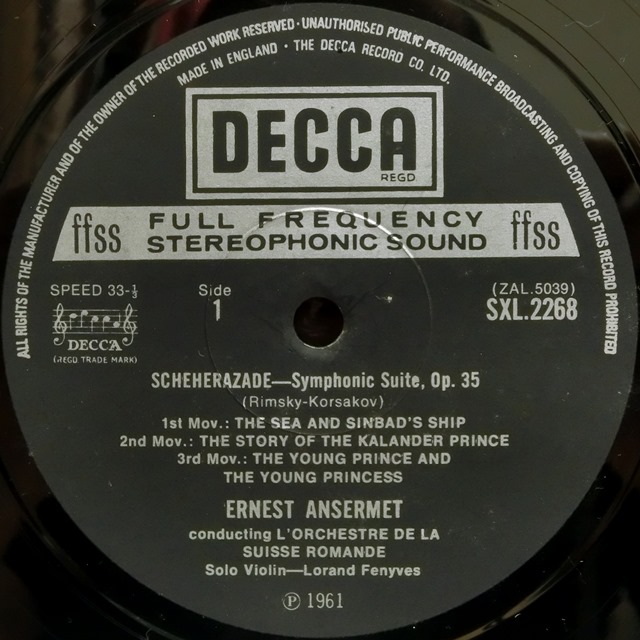 ALL RIGHTS OF THE MANUFACTURER AND OF THE OWNER OF THE RECORDED WORK RESERVED · UNAUTHORISED PUBLIC PERFORMANCE BROADCASTING AND COPYING OF THIS RECORD PROHIBITED
MADE IN ENGLAND · THE DECCA RECORD CO. LTD.
DECCA
REGD
ffss FULL FREQUENCY STEREOPHONIC SOUND ffss
SPEED 33-⅓
DECCA
(REGD TRADE MARK)
Side
1
(ZAL.5039)
SXL.2268
SCHEHERAZADE—Symphonic Suite, Op. 35
(Rimsky-Korsakov)
1st Mov.: THE SEA AND SINBAD'S SHIP
2nd Mov.: THE STORY OF THE KALANDER PRINCE
3rd Mov.: THE YOUNG PRINCE AND
THE YOUNG PRINCESS
ERNEST ANSERMET
conducting L'ORCHESTRE DE LA
SUISSE ROMANDE
Solo Violin—Lorand Fenyves
Ⓟ 1961